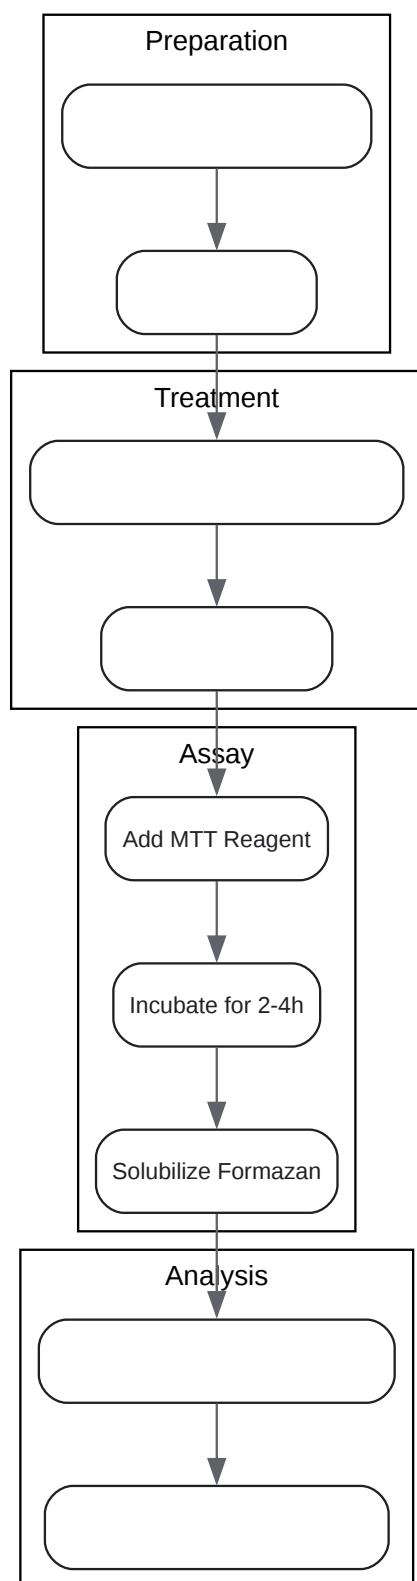 Preparation
Treatment
Assay
Add MTT Reagent
Incubate for 2-4h
Solubilize Formazan
Analysis